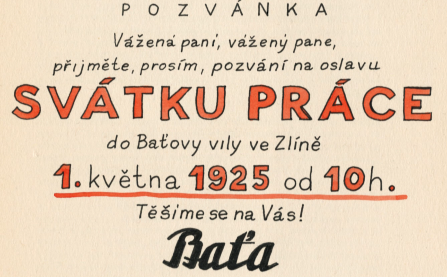 POZVÁNKA
Vážená paní, vážený pane,
přijměte, prosím, pozvání na oslavu
SVÁTKU PRÁCE
do Baťovy vily ve Zlíně
1. května 1925 od 10h.
Těšíme se na Vás!
Baťa